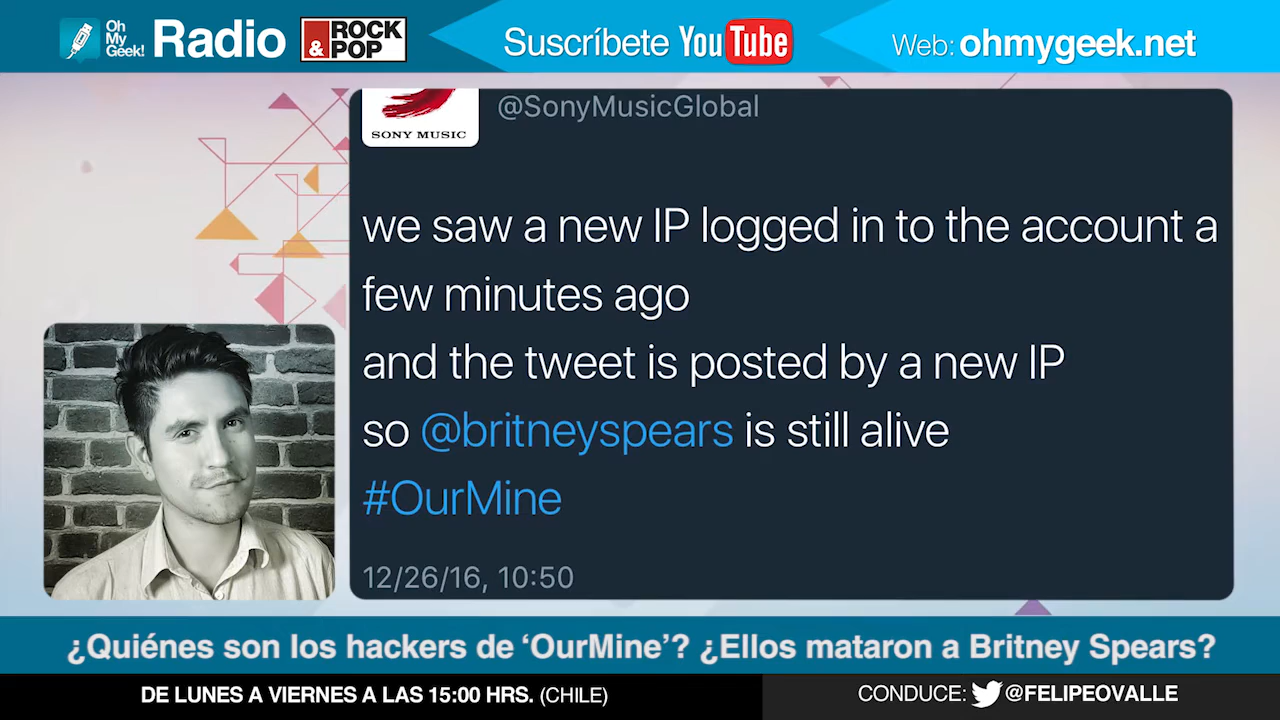 Oh
My
Geek! Radio ROCK
& POP
Suscríbete YouTube
Web: ohmygeek.net
SONY MUSIC
@SonyMusicGlobal
we saw a new IP logged in to the account a
few minutes ago
and the tweet is posted by a new IP
so @britneyspears is still alive
#OurMine
12/26/16, 10:50
¿Quiénes son los hackers de ‘OurMine’? ¿Ellos mataron a Britney Spears?
DE LUNES A VIERNES A LAS 15:00 HRS. (CHILE)
CONDUCE: @FELIPEOVALLE